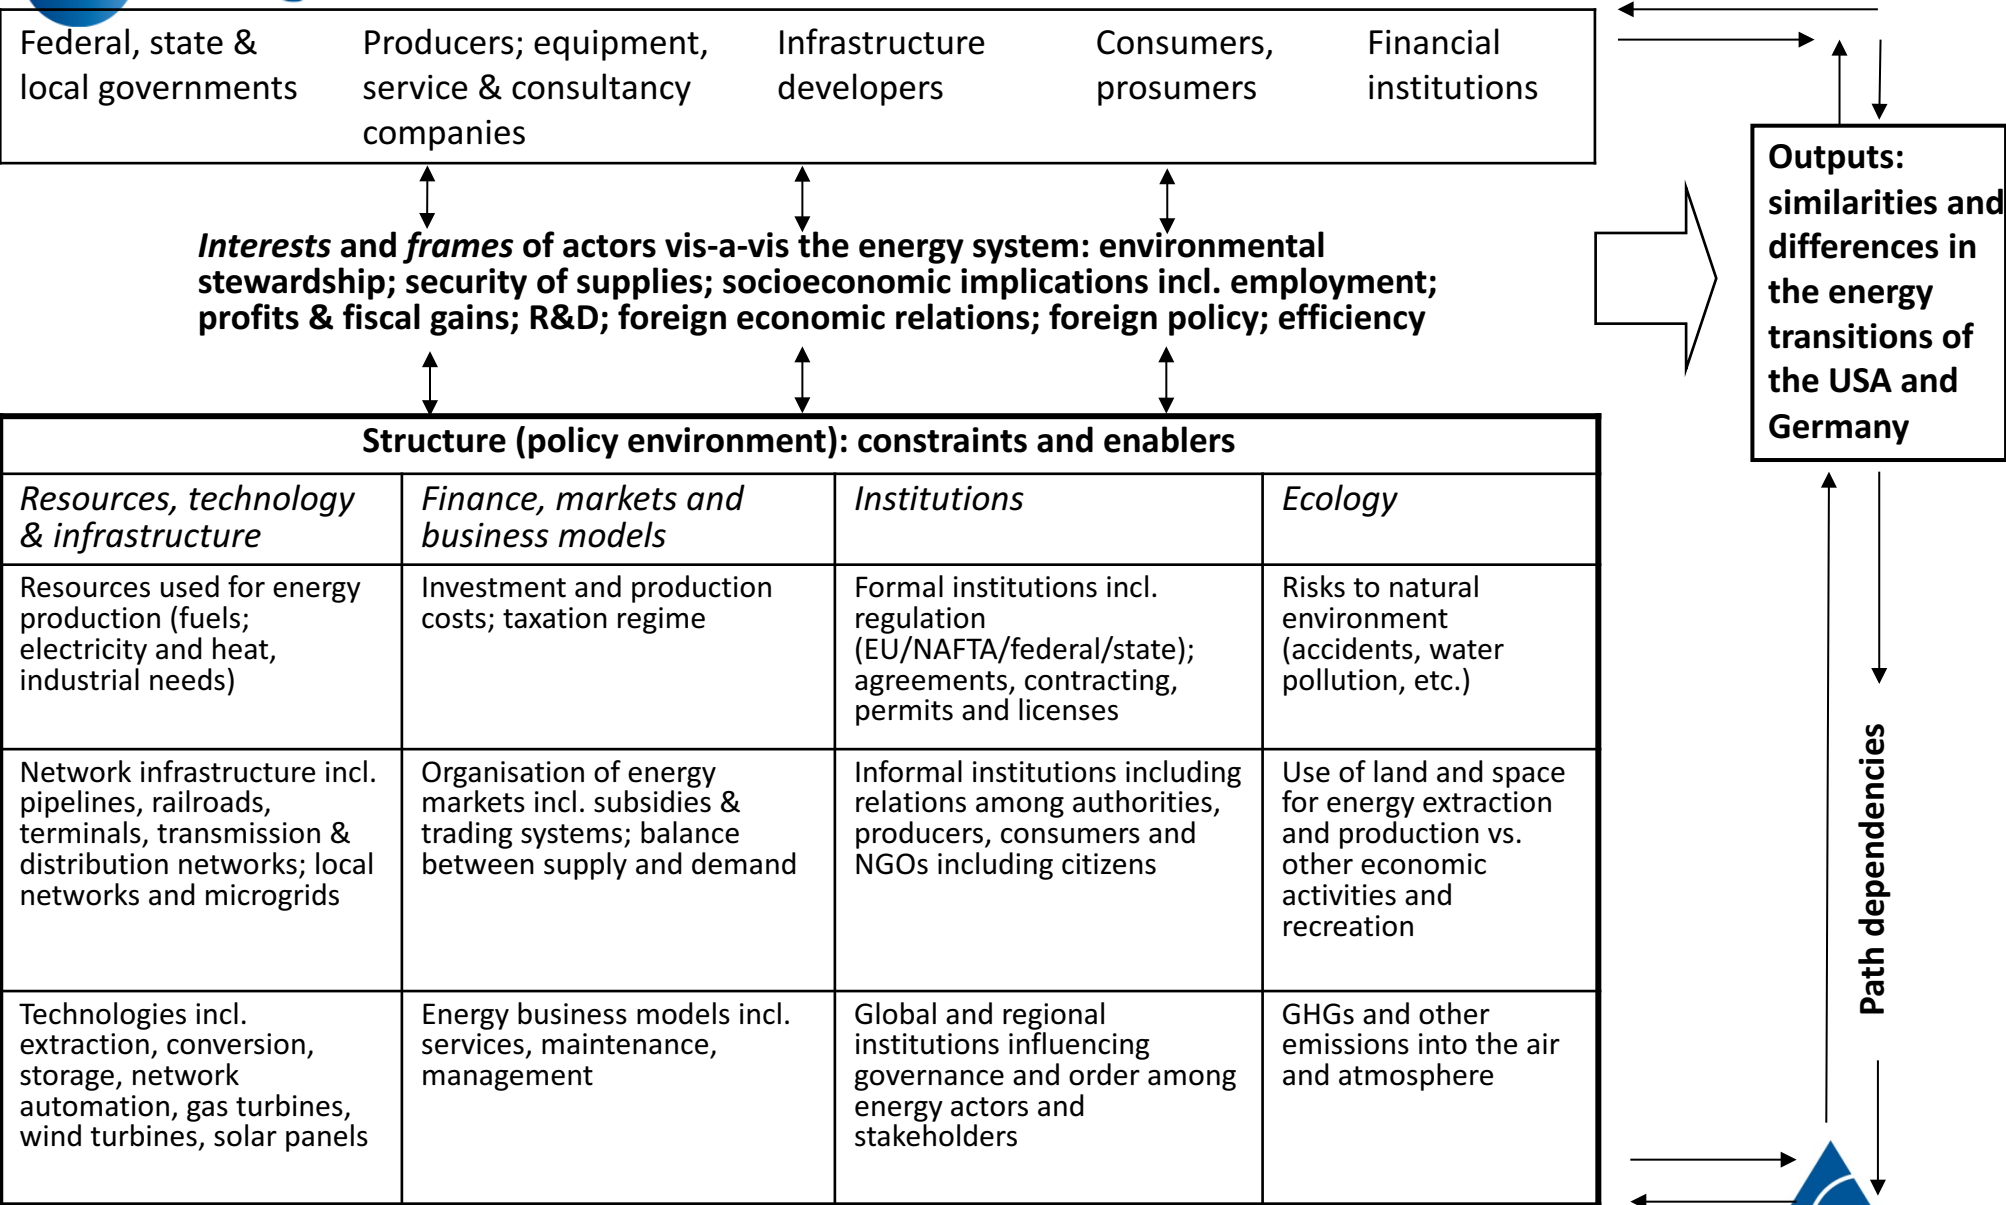 Federal, state &
local governments
Producers; equipment,
service & consultancy
companies
Infrastructure
developers
Consumers,
prosumers
Financial
institutions
Interests and frames of actors vis-a-vis the energy system: environmental
stewardship; security of supplies; socioeconomic implications incl. employment;
profits & fiscal gains; R&D; foreign economic relations; foreign policy; efficiency
Outputs:
similarities and
differences in
the energy
transitions of
the USA and
Germany
Structure (policy environment): constraints and enablers
Resources, technology
& infrastructure
Finance, markets and
business models
Institutions
Ecology
Resources used for energy
production (fuels;
electricity and heat,
industrial needs)
Investment and production
costs; taxation regime
Formal institutions incl.
regulation
(EU/NAFTA/federal/state);
agreements, contracting,
permits and licenses
Risks to natural
environment
(accidents, water
pollution, etc.)
Network infrastructure incl.
pipelines, railroads,
terminals, transmission &
distribution networks; local
networks and microgrids
Organisation of energy
markets incl. subsidies &
trading systems; balance
between supply and demand
Informal institutions including
relations among authorities,
producers, consumers and
NGOs including citizens
Use of land and space
for energy extraction
and production vs.
other economic
activities and
recreation
Technologies incl.
extraction, conversion,
storage, network
automation, gas turbines,
wind turbines, solar panels
Energy business models incl.
services, maintenance,
management
Global and regional
institutions influencing
governance and order among
energy actors and
stakeholders
GHGs and other
emissions into the air
and atmosphere
Path dependencies